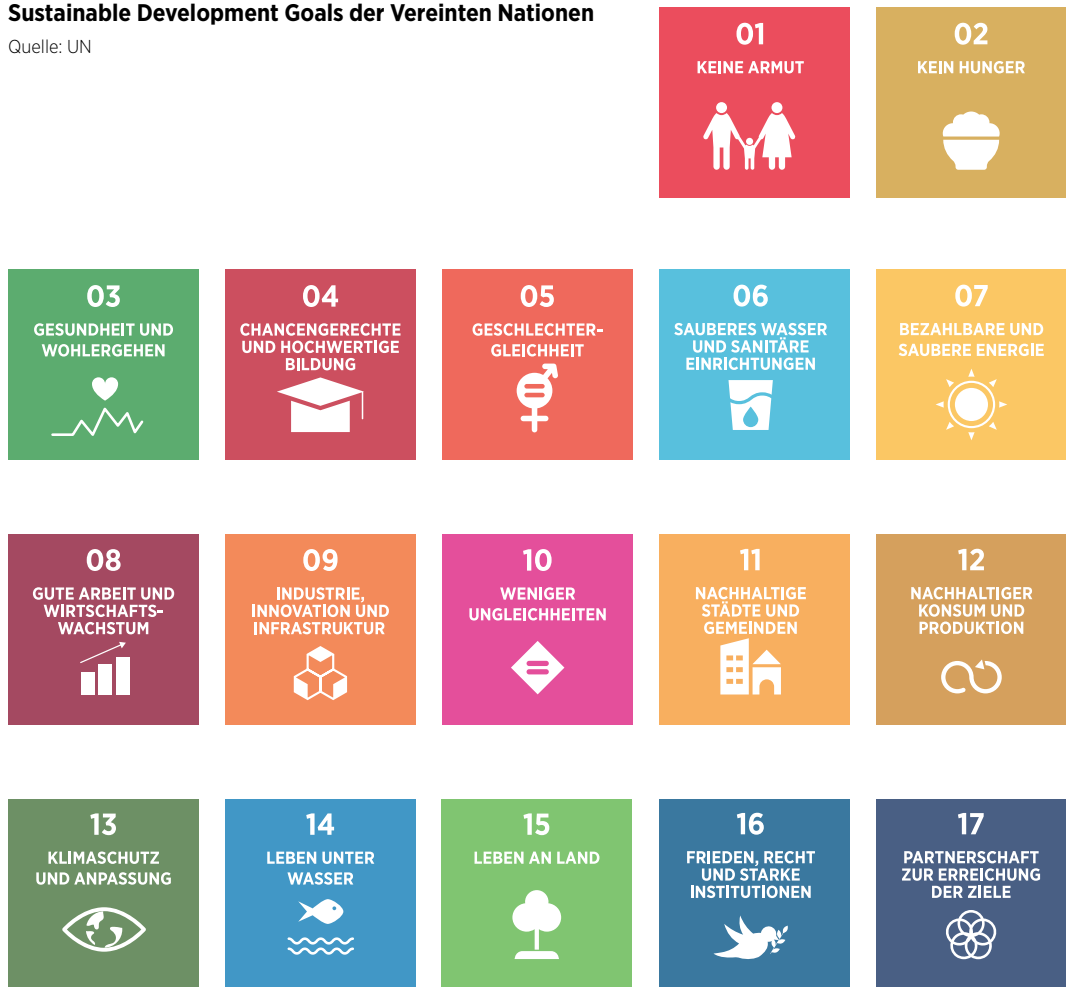 Sustainable Development Goals der Vereinten Nationen
Quelle: UN
01
KEINE ARMUT
02
KEIN HUNGER
03
GESUNDHEIT UND
WOHLERGEHEN
04
CHANCENGERECHTE
UND HOCHWERTIGE
BILDUNG
05
GESCHLECHTER-
GLEICHHEIT
06
SAUBERES WASSER
UND SANITÄRE
EINRICHTUNGEN
07
BEZAHLBARE UND
SAUBERE ENERGIE
08
GUTE ARBEIT UND
WIRTSCHAFTS-
WACHSTUM
09
INDUSTRIE,
INNOVATION UND
INFRASTRUKTUR
10
WENIGER
UNGLEICHHEITEN
11
NACHHALTIGE
STÄDTE UND
GEMEINDEN
12
NACHHALTIGER
KONSUM UND
PRODUKTION
13
KLIMASCHUTZ
UND ANPASSUNG
14
LEBEN UNTER
WASSER
15
LEBEN AN LAND
16
FRIEDEN, RECHT
UND STARKE
INSTITUTIONEN
17
PARTNERSCHAFT
ZUR ERREICHUNG
DER ZIELE